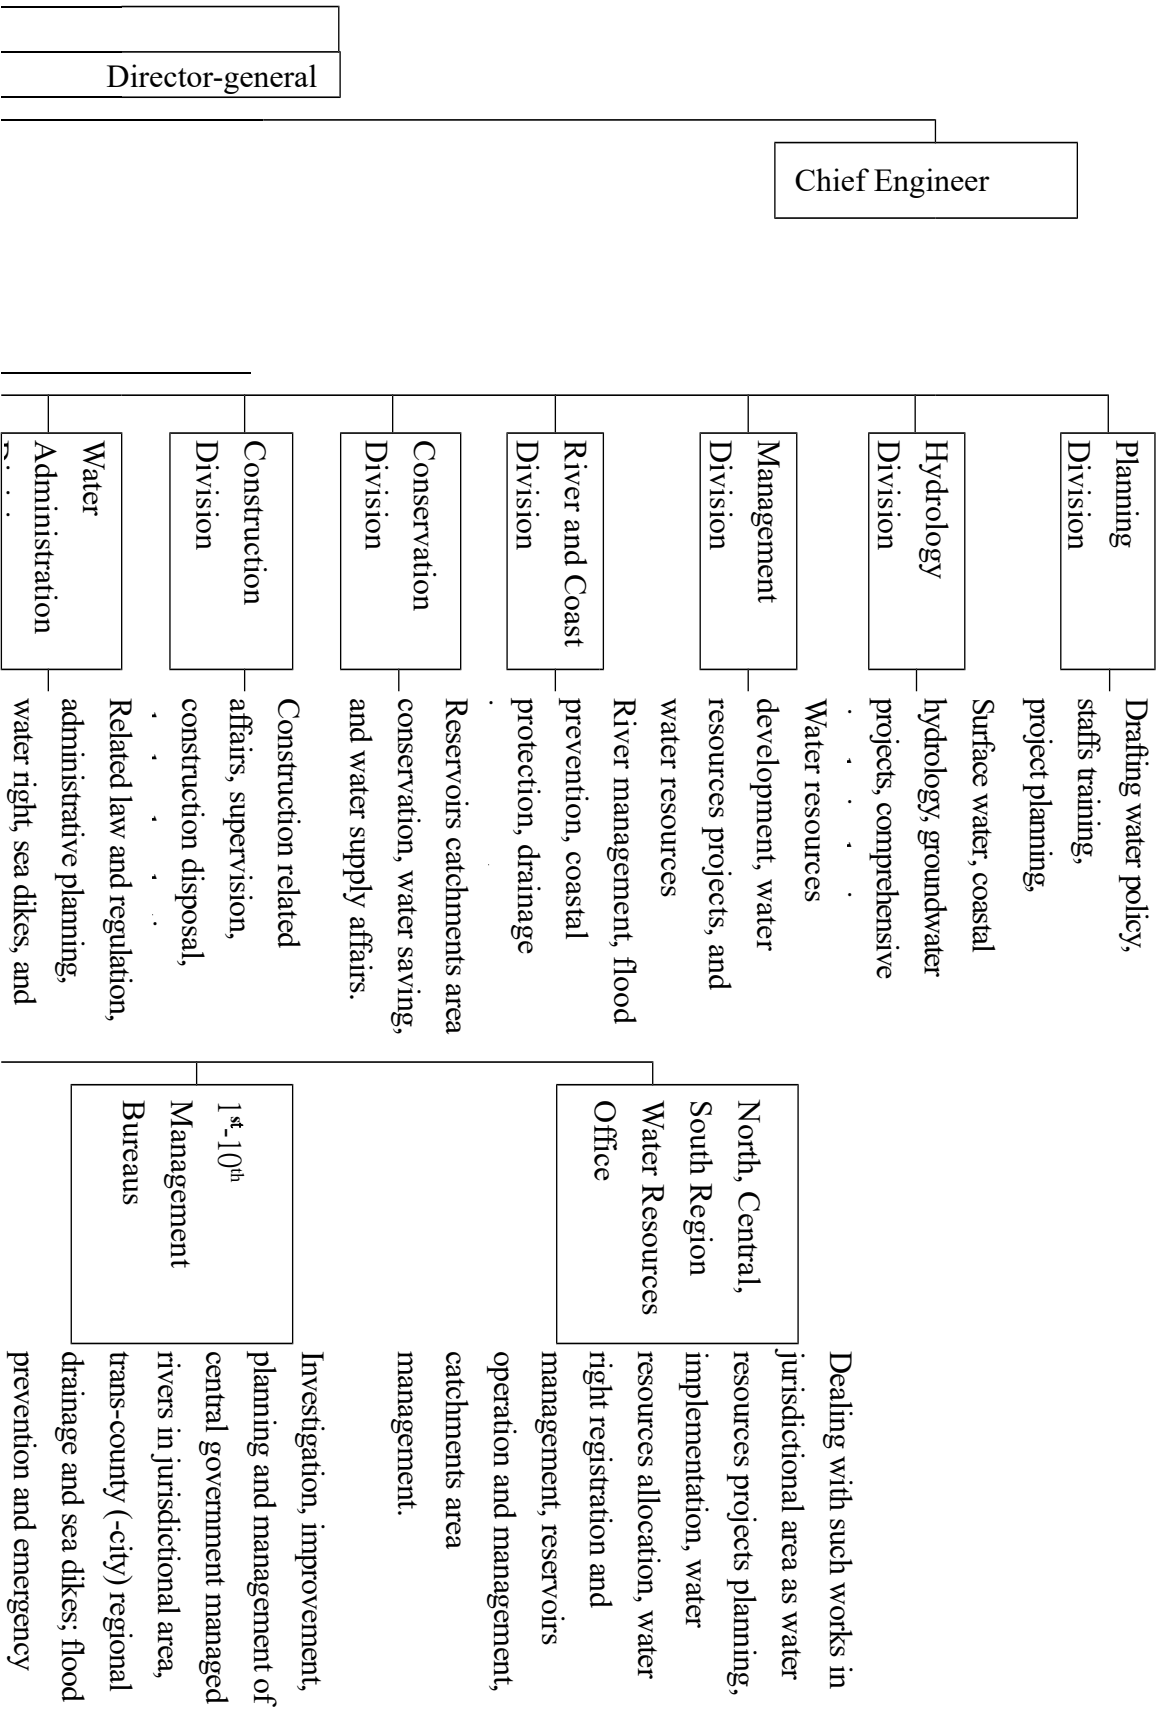 Director-general
Chief Engineer
Planning
Division
Drafting water policy,
staffs training,
project planning,
Hydrology
Division
Surface water, coastal
hydrology, groundwater
projects, comprehensive
Management
Division
Water resources
development, water
resources projects, and
water resources
River and Coast
Division
River management, flood
prevention, coastal
protection, drainage
Conservation
Division
Reservoirs catchments area
conservation, water saving,
and water supply affairs.
Construction
Division
Construction related
affairs, supervision,
construction disposal,
Water
Administration
Related law and regulation,
administrative planning,
water right, sea dikes, and
North, Central,
South Region
Water Resources
Office
Dealing with such works in
jurisdictional area as water
resources projects planning,
implementation, water
resources allocation, water
right registration and
management, reservoirs
operation and management,
catchments area
management.
1st-10th
Management
Bureaus
Investigation, improvement,
planning and management of
central government managed
rivers in jurisdictional area,
trans-county (-city) regional
drainage and sea dikes; flood
prevention and emergency